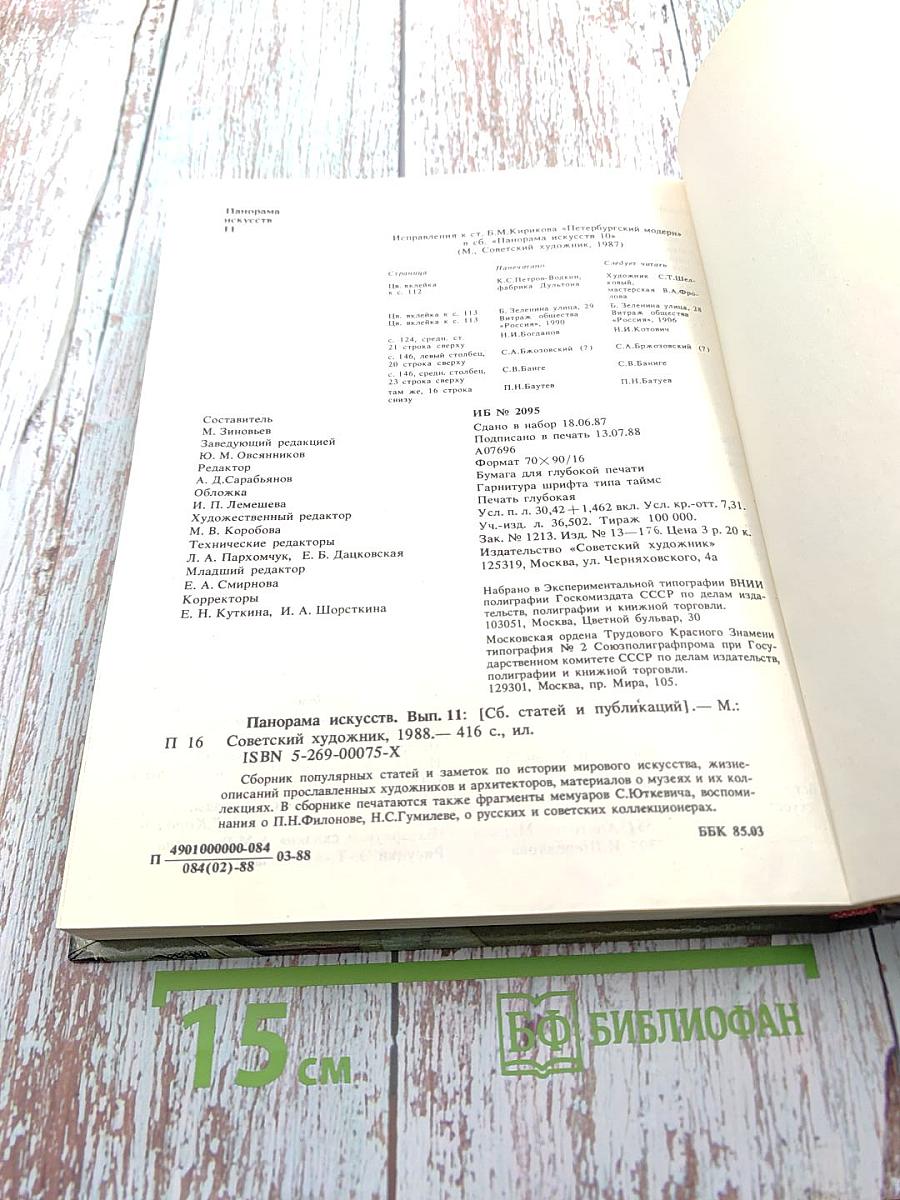 Панорама
искусств
11
Исправления к ст. Б.М.Кирикова «Петербургский модерн»
в сб. «Панорама искусств 10»
(М., Советский художник, 1987)
Страница Напечатано Следует читать
Цв. вклейка к с. 112 К.С.Петров-Водкин, фабрика Дультона Художник С.Т.Шелковый, мастерская В.А.Фролова
Цв. вклейка к с. 113 Б. Зеленина улица, 29 Б. Зеленина улица, 28
Цв. вклейка к с. 113 Витраж общества «Россия», 1990 Витраж общества «Россия», 1906
с. 124, средн. ст. 21 строка сверху Н.И.Богданов Н.И.Котович
с. 146, левый столбец, 20 строка сверху С.А.Бжозовский (?) С.А.Бржозовский (?)
с. 146, средн. столбец, 23 строка сверху С.В.Банге С.В.Баниге
там же, 16 строка снизу П.Н.Баутев П.Н.Батуев
Составитель
М. Зиновьев
Заведующий редакцией
Ю. М. Овсянников
Редактор
А. Д.Сарабьянов
Обложка
И. П. Лемешева
Художественный редактор
М. В. Коробова
Технические редакторы
Л. А. Пархомчук, Е. Б. Дацковская
Младший редактор
Е. А. Смирнова
Корректоры
Е. Н. Куткина, И. А. Шорсткина
ИБ № 2095
Сдано в набор 18.06.87
Подписано в печать 13.07.88
А07696
Формат 70×90/16
Бумага для глубокой печати
Гарнитура шрифта типа таймс
Печать глубокая
Усл. п. л. 30,42+1,462 вкл. Усл. кр.-отт. 7,31.
Уч.-изд. л. 36,502. Тираж 100 000.
Зак. № 1213. Изд. № 13—176. Цена 3 р. 20 к.
Издательство «Советский художник»
125319, Москва, ул. Черняховского, 4а
Набрано в Экспериментальной типографии ВНИИ
полиграфии Госкомиздата СССР по делам изда-
тельств, полиграфии и книжной торговли.
103051, Москва, Цветной бульвар, 30
Московская ордена Трудового Красного Знамени
типография № 2 Союзполиграфпрома при Госу-
дарственном комитете СССР по делам издательств,
полиграфии и книжной торговли.
129301, Москва, пр. Мира, 105.
Панорама искусств. Вып. 11: [Сб. статей и публикаций].— М.:
П 16 Советский художник, 1988.— 416 с., ил.
ISBN 5-269-00075-X
Сборник популярных статей и заметок по истории мирового искусства, жизне-
описаний прославленных художников и архитекторов, материалов о музеях и их кол-
лекциях. В сборнике печатаются также фрагменты мемуаров С.Юткевича, воспоми-
нания о П.Н.Филонове, Н.С.Гумилеве, о русских и советских коллекционерах.
ББК 85.03
П 4901000000-084 03-88
084(02)-88
15 см
БФ БИБЛИОФАН